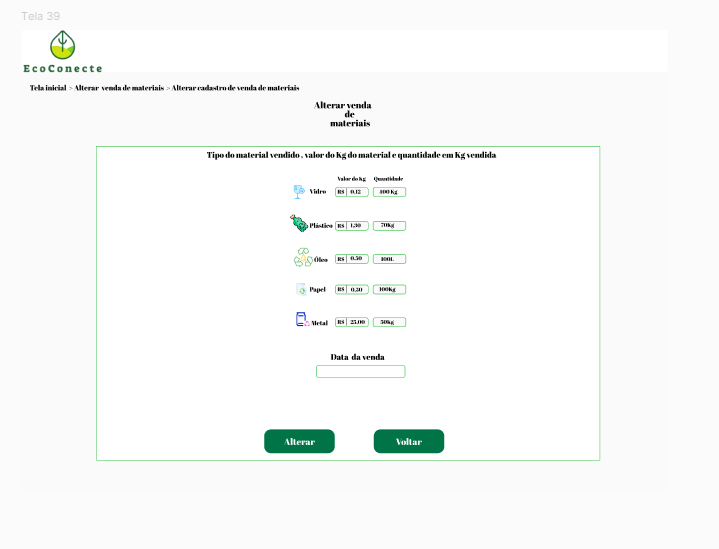 Tela 39
EcoConecte
Tela inicial > Alterar venda de materiais > Alterar cadastro de venda de materiais
Alterar venda
de
materiais
Tipo do material vendido , valor do Kg do material e quantidade em Kg vendida
Valor do Kg Quantidade
Vidro R$ 0,12 400 Kg
Plástico R$ 1,30 70Kg
Óleo R$ 0,50 100L
Papel R$ 0,20 100Kg
Metal R$ 25,00 50Kg
Data da venda
Alterar Voltar